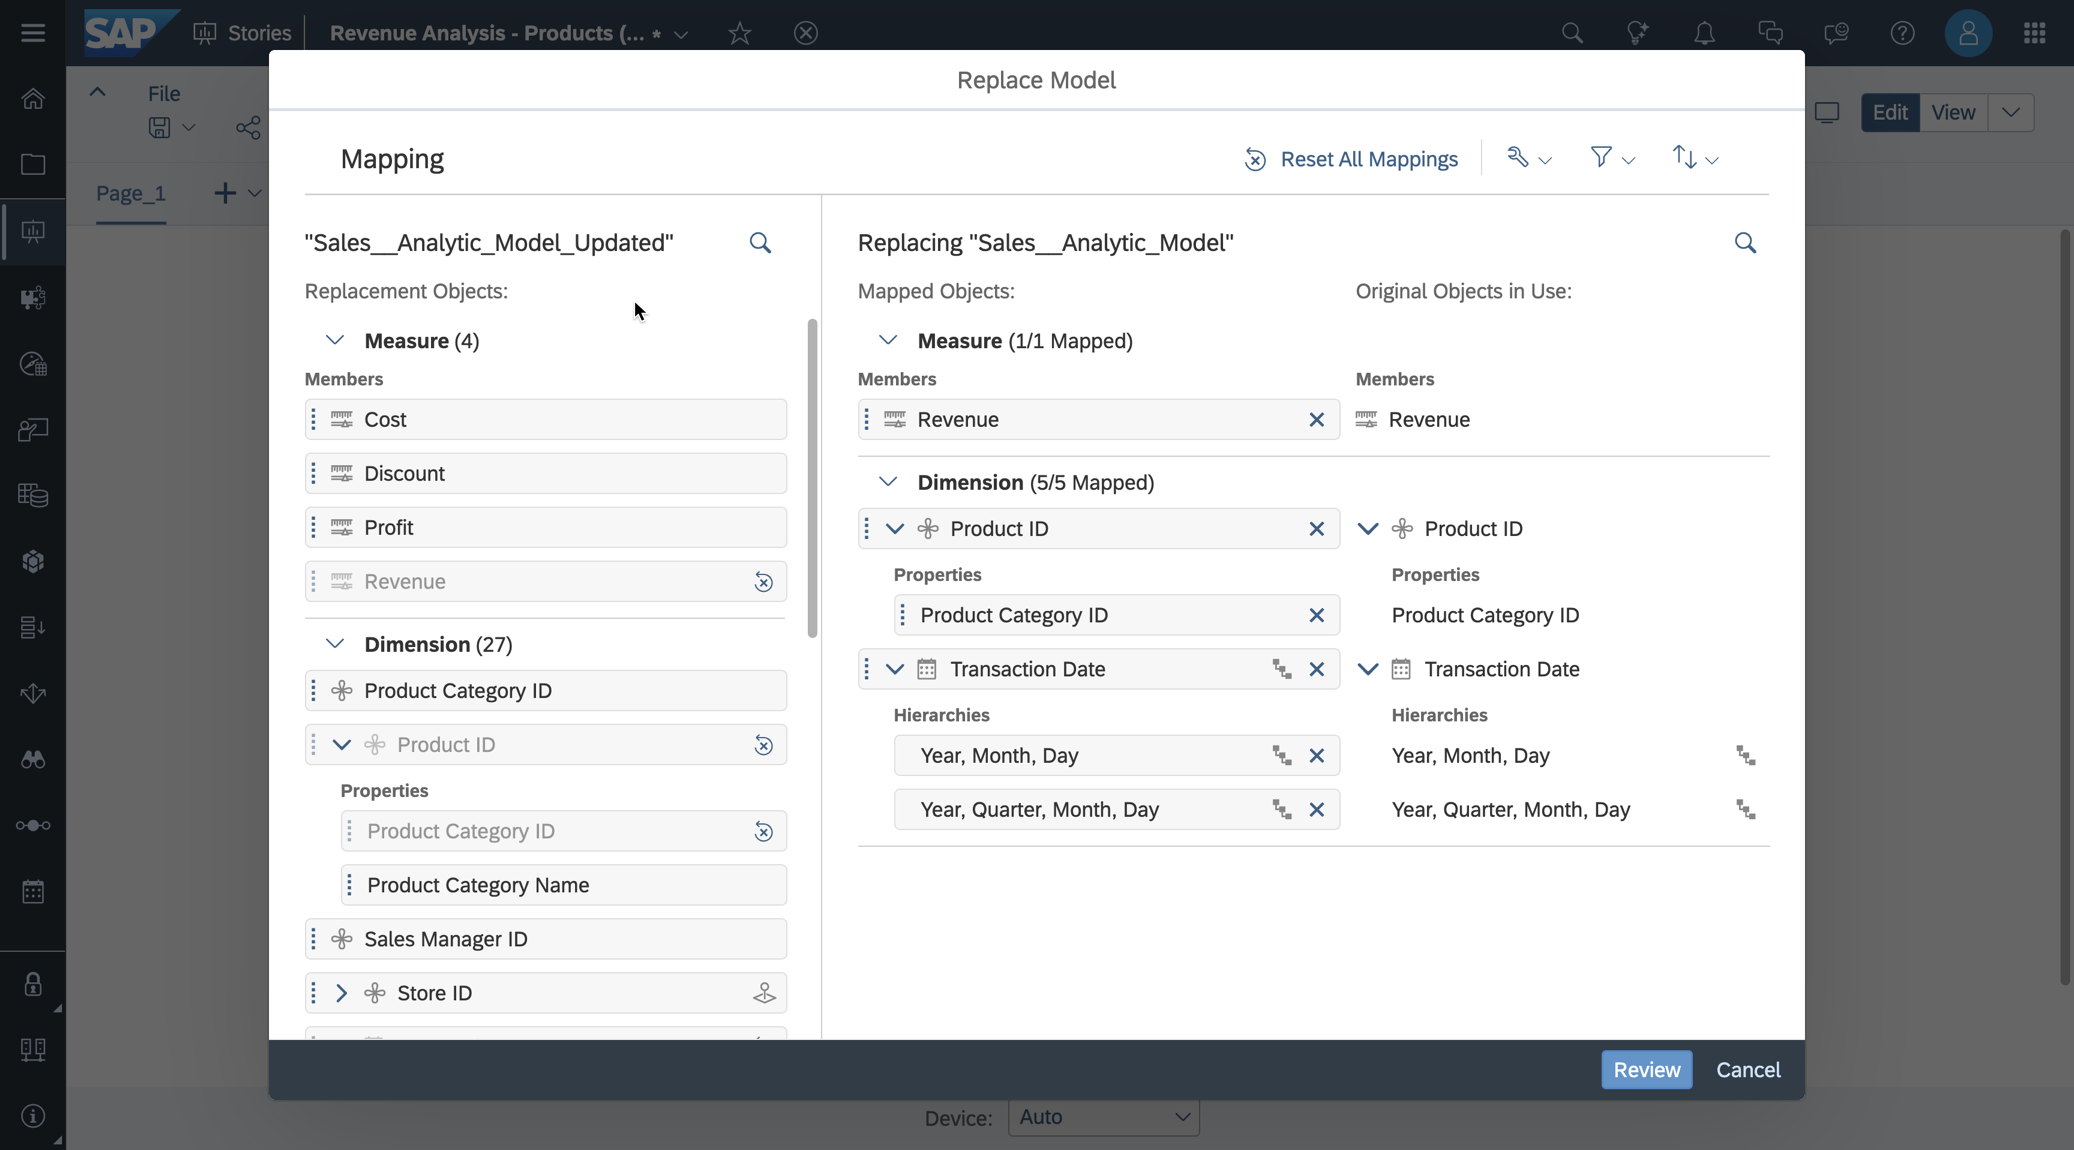 SAP Stories Revenue Analysis - Products (... *
Replace Model
File
Edit View
Page_1
Mapping
Reset All Mappings
"Sales__Analytic_Model_Updated"
Replacement Objects:
Measure (4)
Members
Cost
Discount
Profit
Revenue
Dimension (27)
Product Category ID
Product ID
Properties
Product Category ID
Product Category Name
Sales Manager ID
Store ID
Replacing "Sales__Analytic_Model"
Mapped Objects: Original Objects in Use:
Measure (1/1 Mapped)
Members Members
Revenue Revenue
Dimension (5/5 Mapped)
Product ID Product ID
Properties Properties
Product Category ID Product Category ID
Transaction Date Transaction Date
Hierarchies Hierarchies
Year, Month, Day Year, Month, Day
Year, Quarter, Month, Day Year, Quarter, Month, Day
Review Cancel
Device: Auto